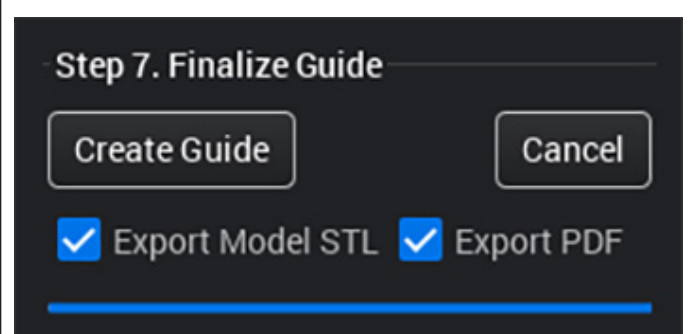 Step 7. Finalize Guide
Create Guide Cancel
Export Model STL Export PDF